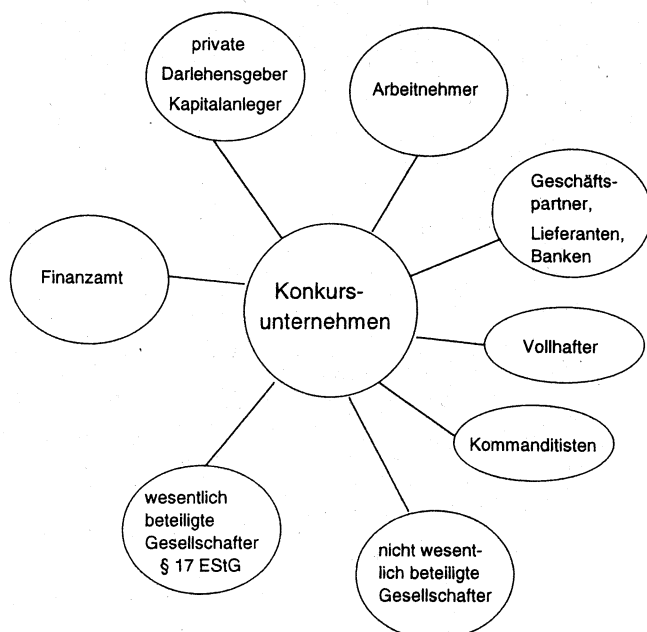 private
Darlehensgeber
Kapitalanleger
Arbeitnehmer
Geschäfts-
partner,
Lieferanten,
Banken
Finanzamt
Konkurs-
unternehmen
Vollhafter
Kommanditisten
wesentlich
beteiligte
Gesellschafter
§ 17 EStG
nicht wesent-
lich beteiligte
Gesellschafter